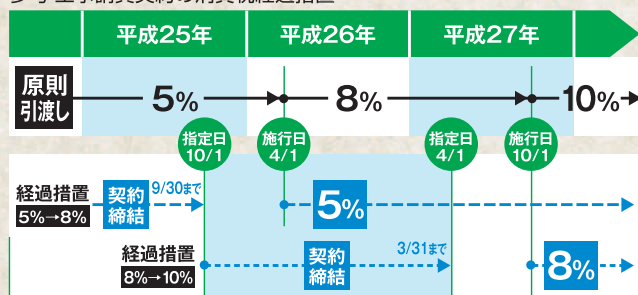 平成25年 平成26年 平成27年
原則
引渡し
5% 8% 10%
指定日
10/1
施行日
4/1
指定日
4/1
施行日
10/1
経過措置
5%→8%
契約
締結
9/30まで
5%
経過措置
8%→10%
契約
締結
3/31まで
8%